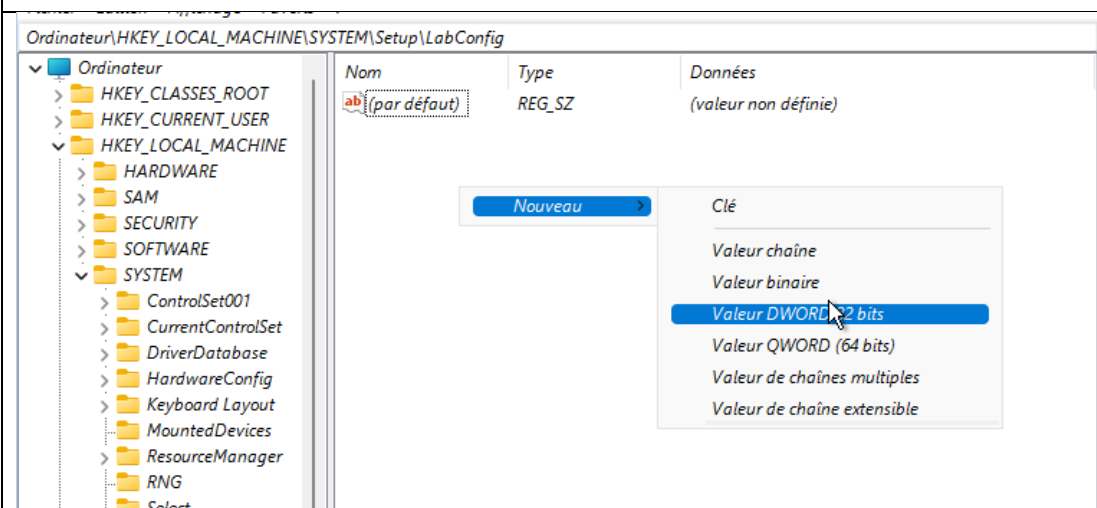 Ordinateur\HKEY_LOCAL_MACHINE\SYSTEM\Setup\LabConfig
Ordinateur
HKEY_CLASSES_ROOT
HKEY_CURRENT_USER
HKEY_LOCAL_MACHINE
HARDWARE
SAM
SECURITY
SOFTWARE
SYSTEM
ControlSet001
CurrentControlSet
DriverDatabase
HardwareConfig
Keyboard Layout
MountedDevices
ResourceManager
RNG
Select
Nom Type Données
ab (par défaut) REG_SZ (valeur non définie)
Nouveau
Clé
Valeur chaîne
Valeur binaire
Valeur DWORD bits
Valeur QWORD (64 bits)
Valeur de chaînes multiples
Valeur de chaîne extensible